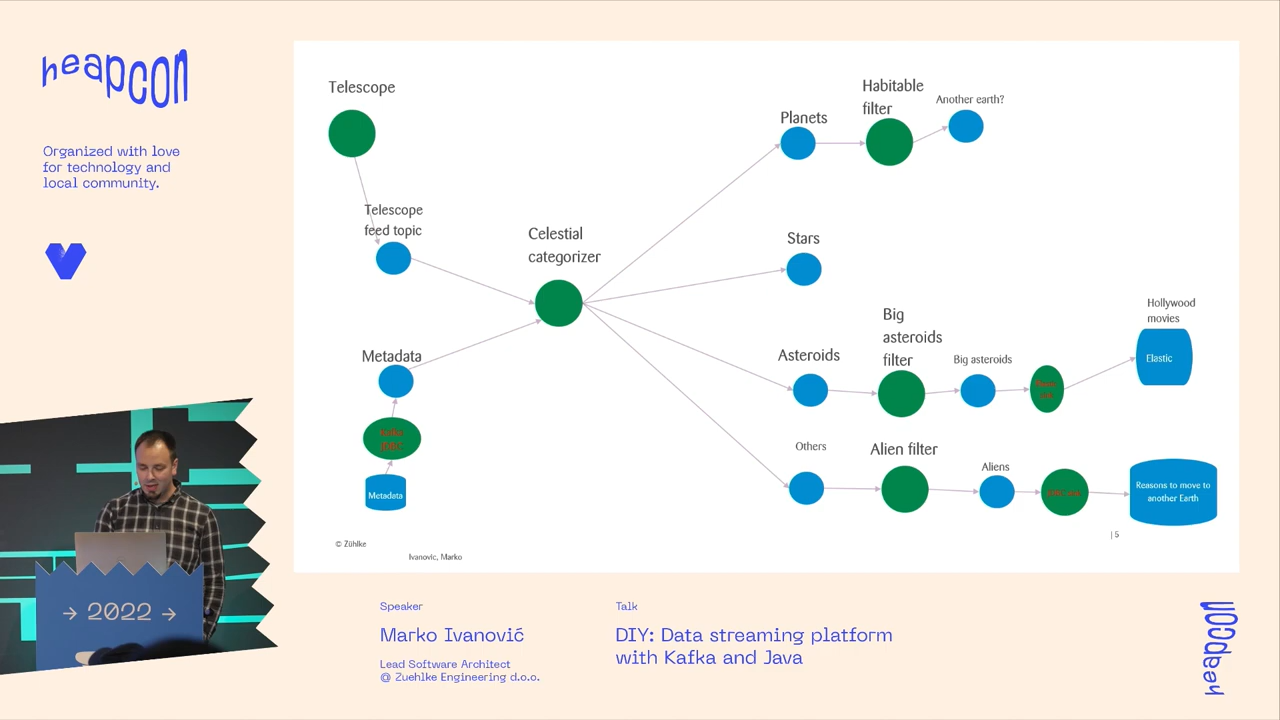 heapcon
Organized with love
for technology and
local community.
Telescope
Telescope
feed topic
Metadata
Kafka
Metadata
Celestial
categorizer
Planets
Habitable
filter
Another earth?
Stars
Asteroids
Big
asteroids
filter
Big asteroids
Hollywood
movies
Elastic
Others
Alien filter
Aliens
Reasons to move to
another Earth
© Zühlke
Ivanovic, Marko
| 5
→ 2022 →
Speaker
Marko Ivanović
Lead Software Architect
@ Zuehlke Engineering d.o.o.
Talk
DIY: Data streaming platform
with Kafka and Java
heapcon